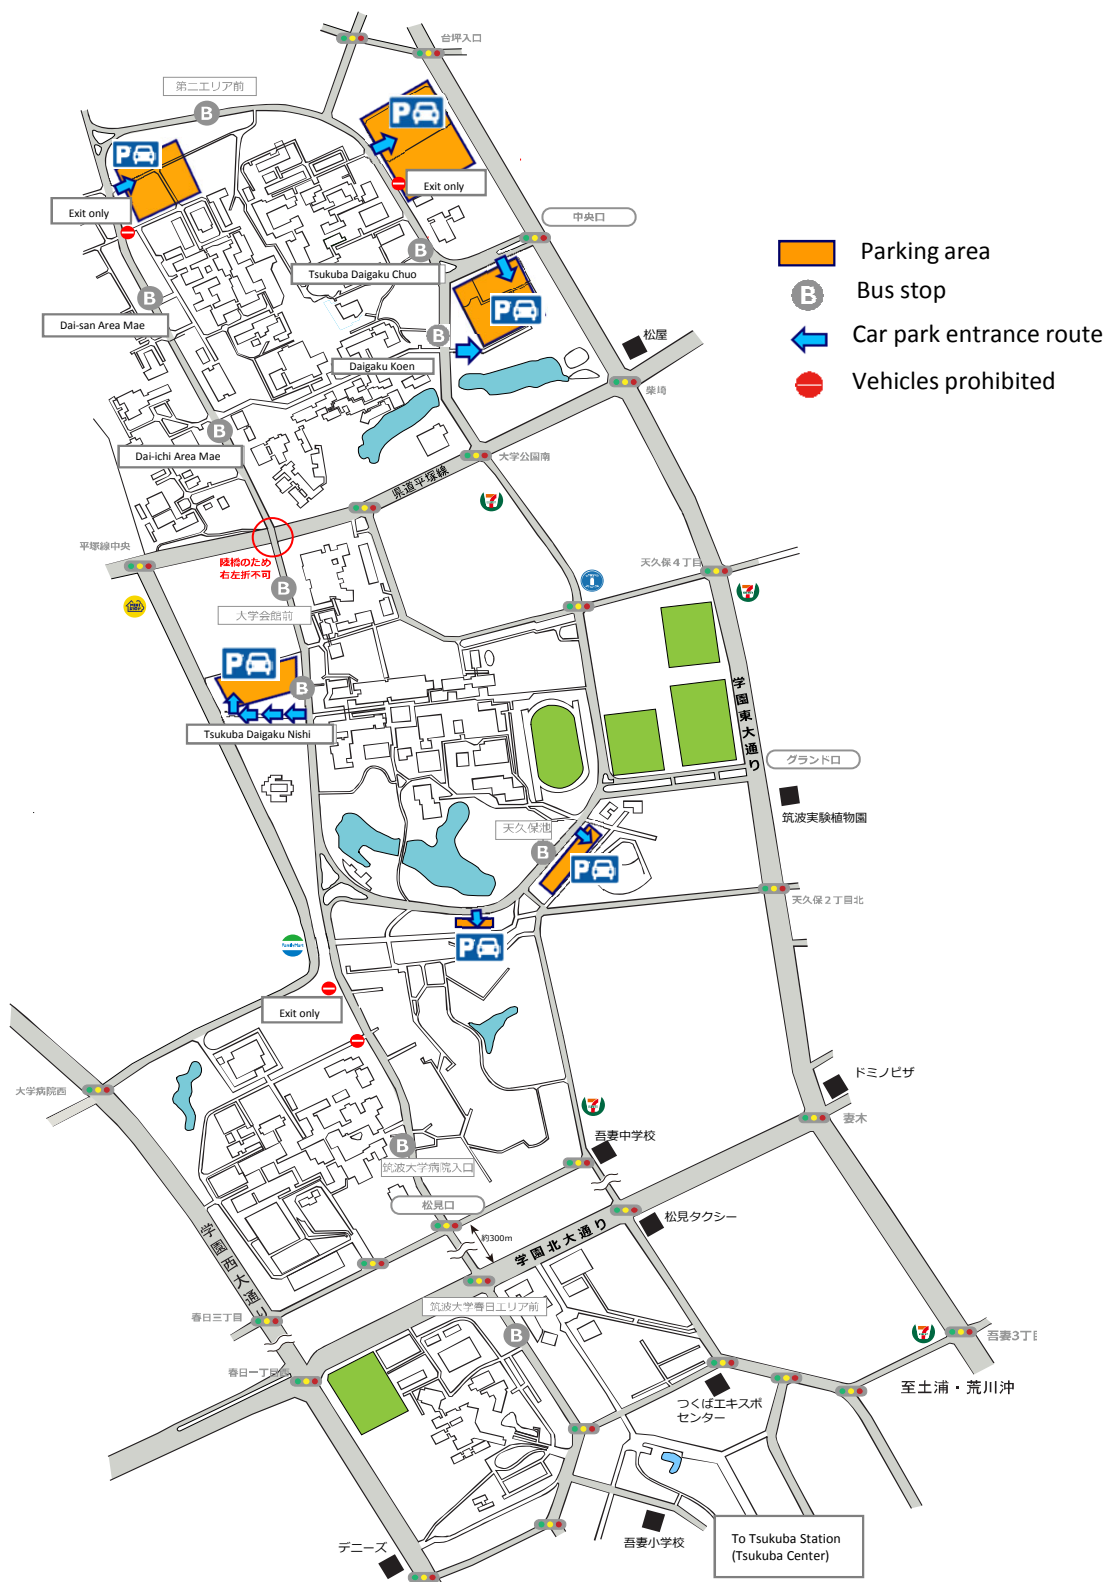 台坪入口
第二エリア前
B
P
P
Exit only
Exit only
中央口
B
Tsukuba Daigaku Chuo
Parking area
B
Bus stop
Car park entrance route
Vehicles prohibited
B
Dai-san Area Mae
P
B
Daigaku Koen
松屋
柴埼
B
Dai-ichi Area Mae
大学公園南
県道平塚線
7
平塚線中央
陸橋のため
右左折不可
天久保４丁目
B
大学会館前
7
P
B
Tsukuba Daigaku Nishi
学園東大通り
グランド口
筑波実験植物園
天久保池
B
P
天久保２丁目北
P
FamilyMart
Exit only
ドミノピザ
大学病院西
7
妻木
吾妻中学校
B
筑波大学病院入口
松見口
約300m
松見タクシー
学園北大通り
学園西大通り
筑波大学春日エリア前
B
春日三丁目
7
吾妻3丁目
春日一丁目西
至土浦・荒川沖
つくばエキスポ
センター
To Tsukuba Station
(Tsukuba Center)
吾妻小学校
デニーズ